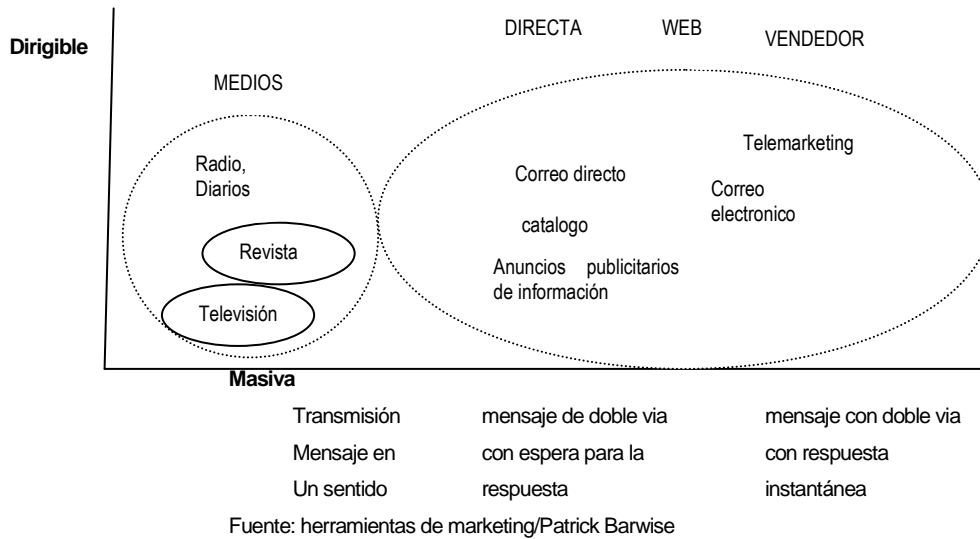 DIRECTA WEB VENDEDOR
Dirigible
MEDIOS
Radio,
Diarios
Revista
Televisión
Telemarketing
Correo directo
Correo
electronico
catalogo
Anuncios publicitarios
de información
Masiva
Transmisión mensaje de doble via mensaje con doble via
Mensaje en con espera para la con respuesta
Un sentido respuesta instantánea
Fuente: herramientas de marketing/Patrick Barwise